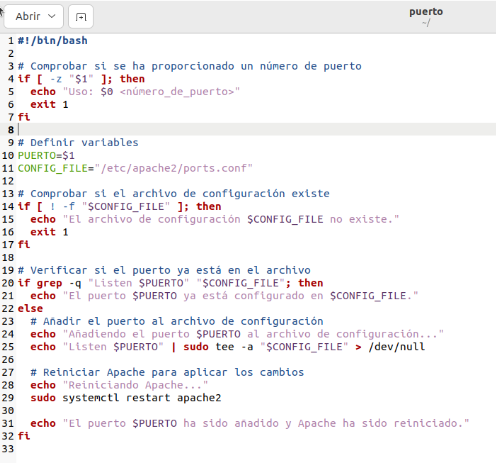 Abrir
puerto
~/
1 #!/bin/bash
2
3 # Comprobar si se ha proporcionado un número de puerto
4 if [ -z "$1" ]; then
5   echo "Uso: $0 <número_de_puerto>"
6   exit 1
7 fi
8
9 # Definir variables
10 PUERTO=$1
11 CONFIG_FILE="/etc/apache2/ports.conf"
12
13 # Comprobar si el archivo de configuración existe
14 if [ ! -f "$CONFIG_FILE" ]; then
15   echo "El archivo de configuración $CONFIG_FILE no existe."
16   exit 1
17 fi
18
19 # Verificar si el puerto ya está en el archivo
20 if grep -q "Listen $PUERTO" "$CONFIG_FILE"; then
21   echo "El puerto $PUERTO ya está configurado en $CONFIG_FILE."
22 else
23   # Añadir el puerto al archivo de configuración
24   echo "Añadiendo el puerto $PUERTO al archivo de configuración..."
25   echo "Listen $PUERTO" | sudo tee -a "$CONFIG_FILE" > /dev/null
26
27   # Reiniciar Apache para aplicar los cambios
28   echo "Reiniciando Apache..."
29   sudo systemctl restart apache2
30
31   echo "El puerto $PUERTO ha sido añadido y Apache ha sido reiniciado."
32 fi
33